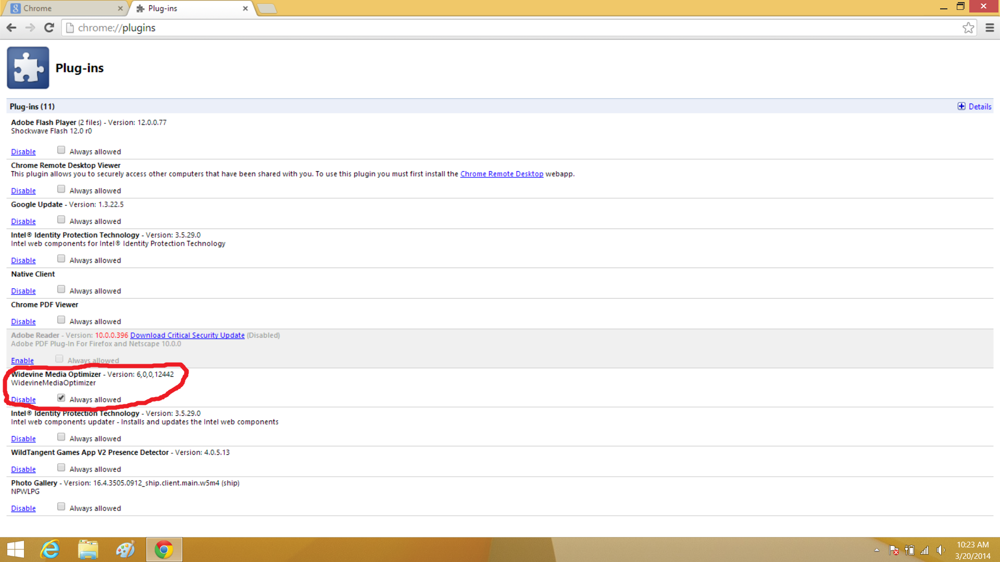 Chrome
Plug-ins
chrome://plugins
Plug-ins
Plug-ins (11)
Details
Adobe Flash Player (2 files) - Version: 12.0.0.77
Shockwave Flash 12.0 r0
Disable Always allowed
Chrome Remote Desktop Viewer
This plugin allows you to securely access other computers that have been shared with you. To use this plugin you must first install the Chrome Remote Desktop webapp.
Disable Always allowed
Google Update - Version: 1.3.22.5
Disable Always allowed
Intel® Identity Protection Technology - Version: 3.5.29.0
Intel web components for Intel® Identity Protection Technology
Disable Always allowed
Native Client
Disable Always allowed
Chrome PDF Viewer
Disable Always allowed
Adobe Reader - Version: 10.0.0.396 Download Critical Security Update (Disabled)
Adobe PDF Plug-In For Firefox and Netscape 10.0.0
Enable Always allowed
Widevine Media Optimizer - Version: 6,0,0,12442
WidevineMediaOptimizer
Disable Always allowed
Intel® Identity Protection Technology - Version: 3.5.29.0
Intel web components updater - Installs and updates the Intel web components
Disable Always allowed
WildTangent Games App V2 Presence Detector - Version: 4.0.5.13
Disable Always allowed
Photo Gallery - Version: 16.4.3505.0912_ship.client.main.w5m4 (ship)
NPWLPG
Disable Always allowed
10:23 AM
3/20/2014